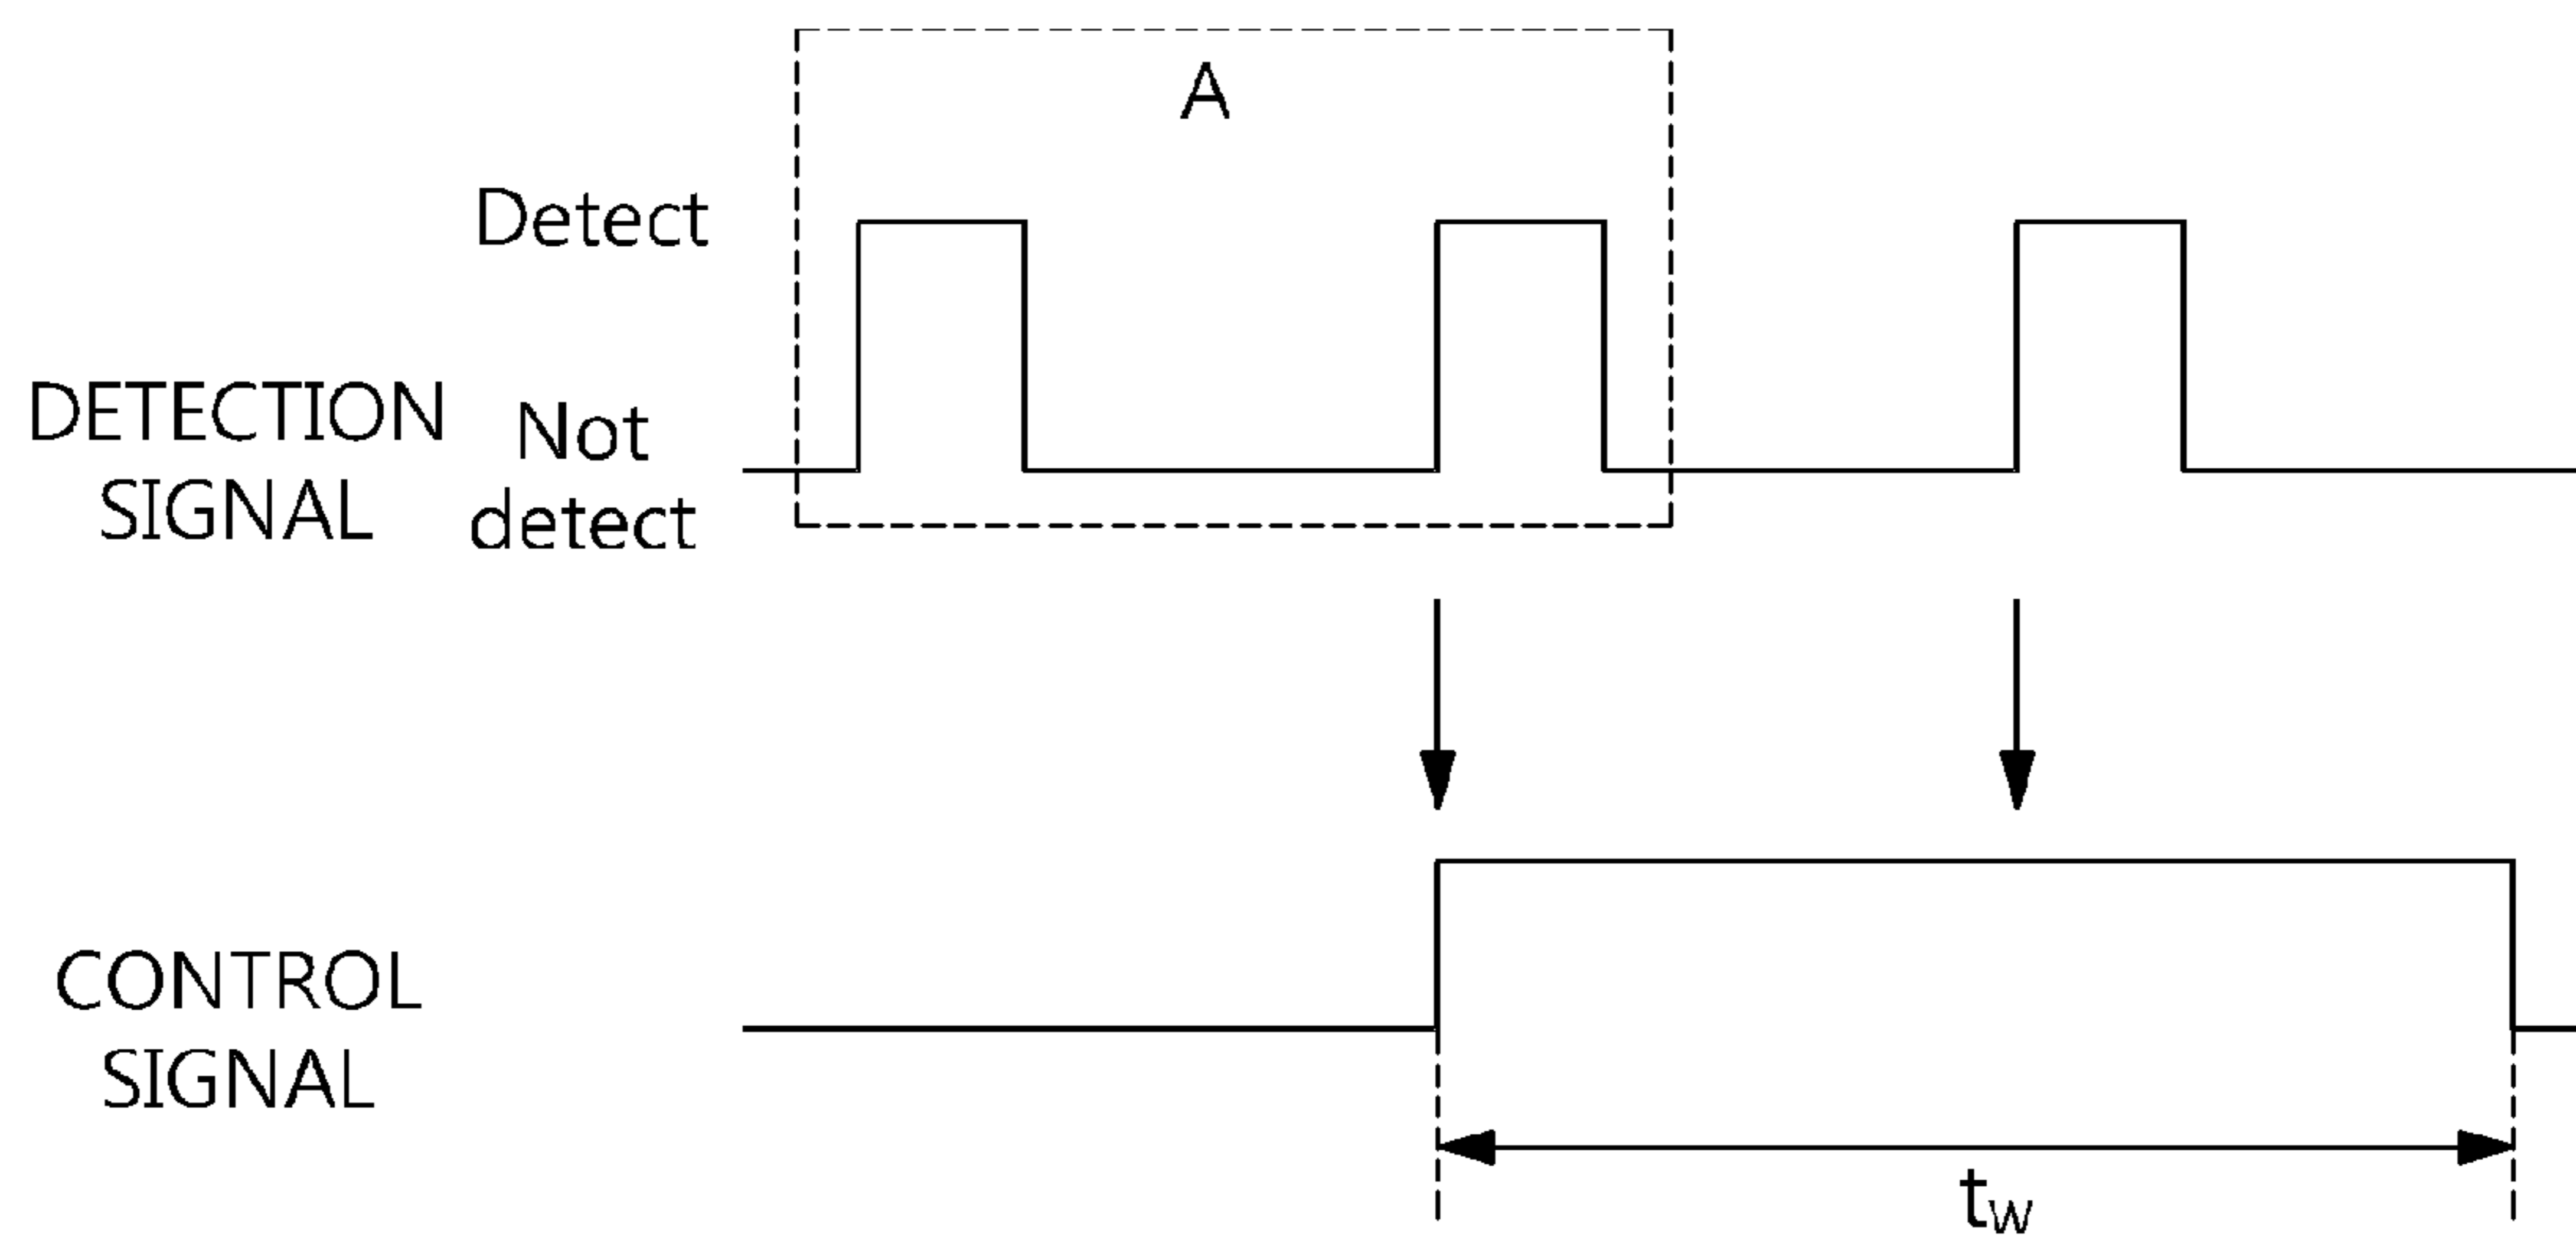 A
Detect
DETECTION
SIGNAL
Not
detect
CONTROL
SIGNAL
tw